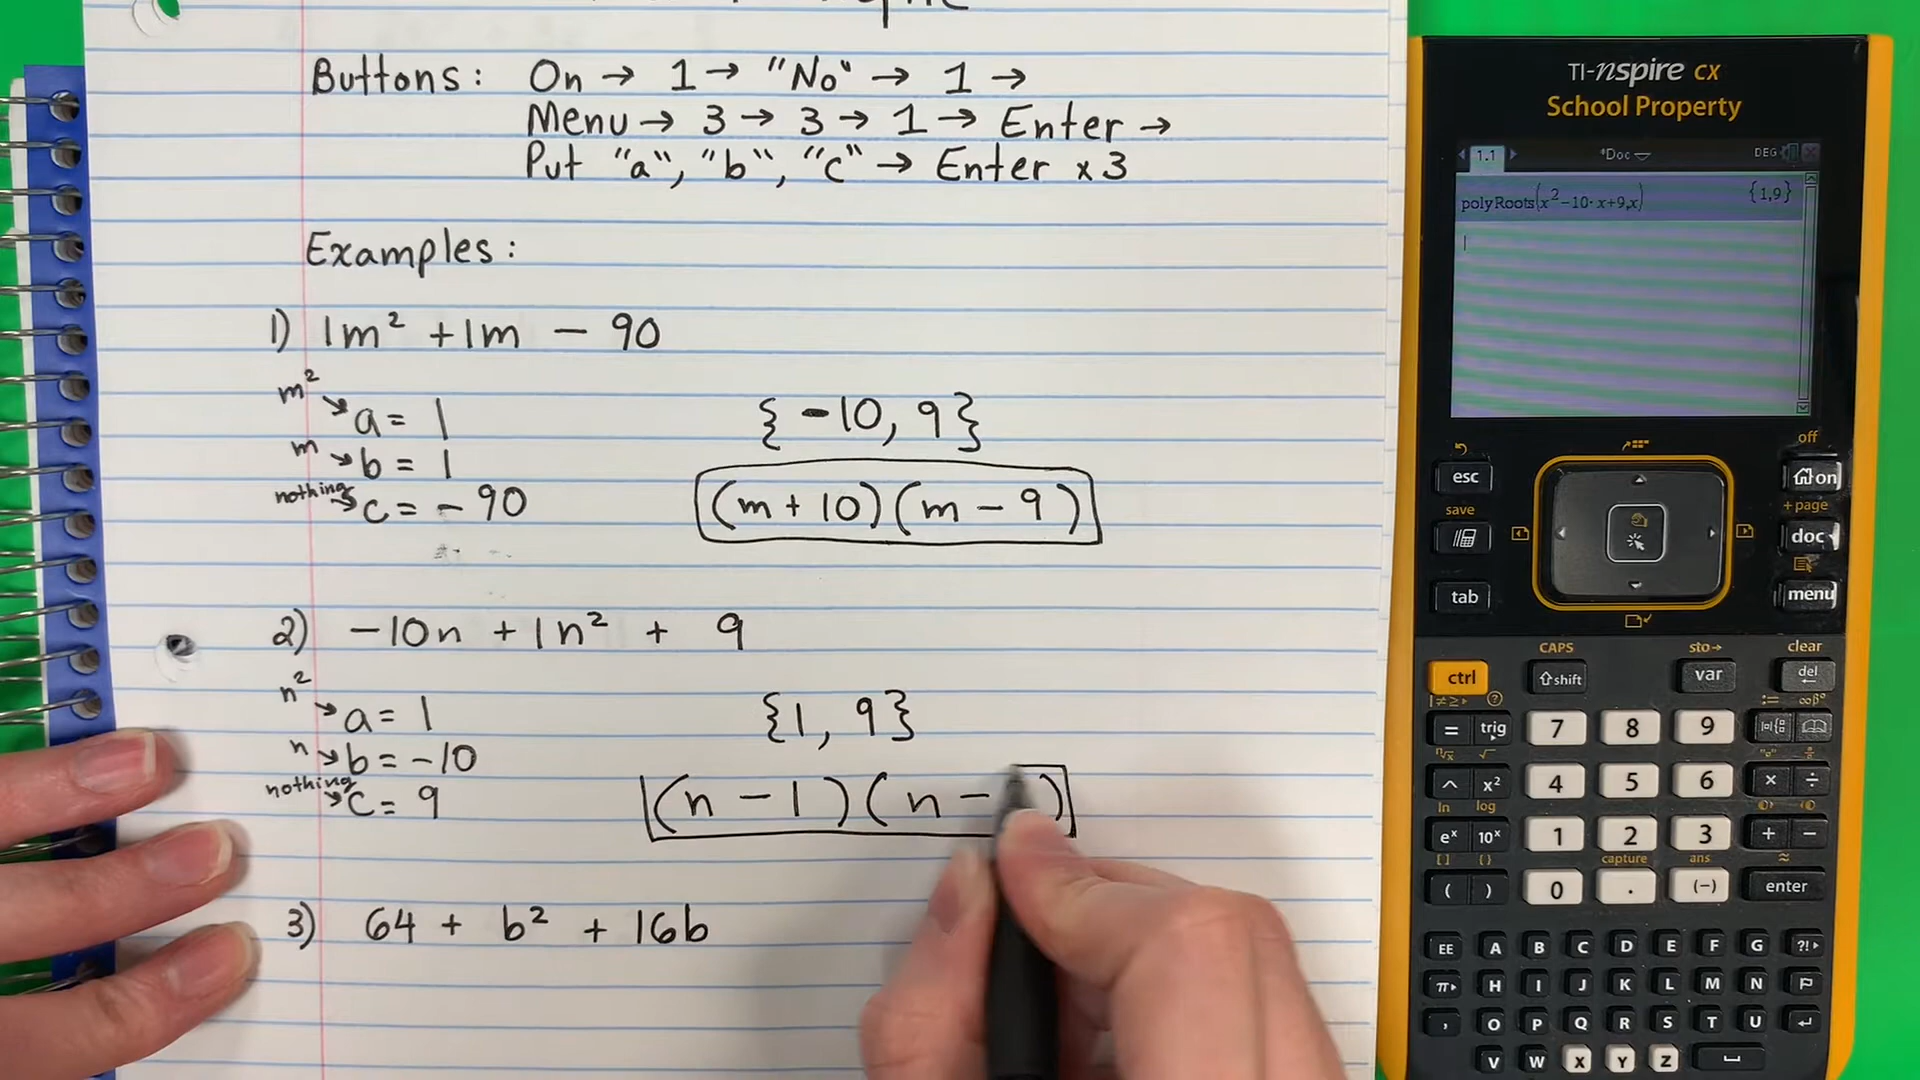 Buttons: On → 1 → "No" → 1 →
Menu → 3 → 3 → 1 → Enter →
Put "a", "b", "c" → Enter x 3
Examples:
1) 1m² + 1m − 90
m² → a = 1
m → b = 1
nothing → c = - 90
{ -10, 9 }
(m + 10) (m - 9)
2) -10n + 1n² + 9
n² → a = 1
n → b = -10
nothing → c = 9
{1, 9}
(n - 1) (n - )
3) 64 + b² + 16b
TI-nspire CX
School Property
1.1 *Doc DEG
polyRoots(x²-10·x+9,x) {1,9}
off
esc on
save + page
doc
tab menu
CAPS sto→ clear
ctrl shift var del
= trig 7 8 9
^ x² 4 5 6 × ÷
ln log
eˣ 10ˣ 1 2 3 + −
[] {} capture ans ≈
( ) 0 . (−) enter
EE A B C D E F G ?!▸
π▸ H I J K L M N
, O P Q R S T U
V W X Y Z